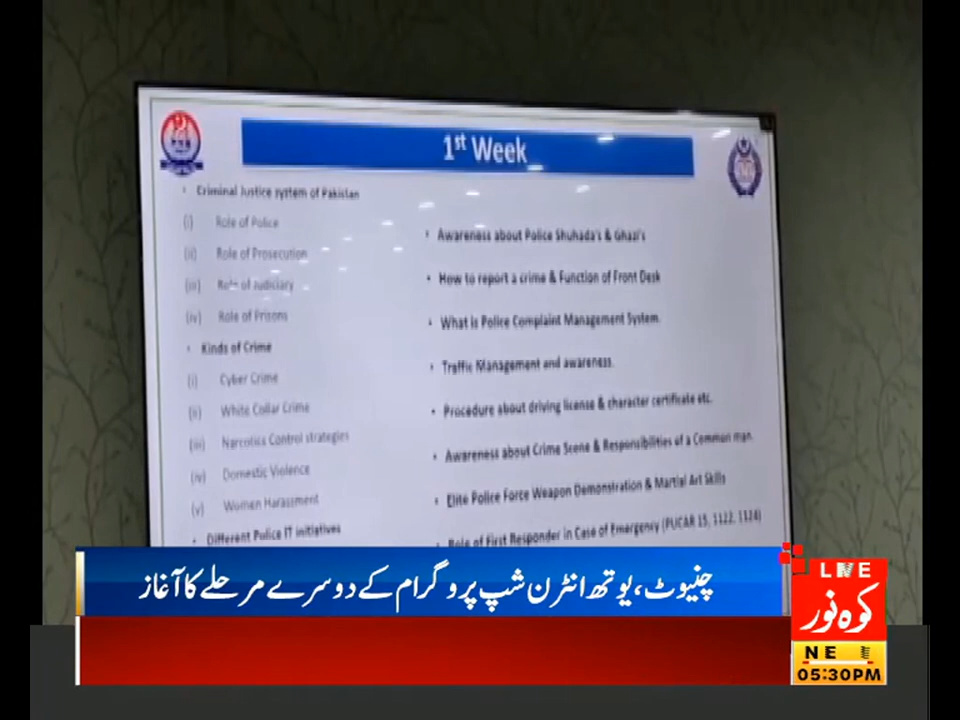 1st Week
Criminal Justice system of Pakistan
(i) Role of Police
(ii) Role of Prosecution
(iii) Role of Judiciary
(iv) Role of Prisons
Kinds of Crime
(i) Cyber Crime
(ii) White Collar Crime
(iii) Narcotics Control strategies
(iv) Domestic Violence
(v) Women Harassment
Different Police IT initiatives
Awareness about Police Shuhada's & Ghazi's
How to report a crime & Function of Front Desk
What is Police Complaint Management System.
Traffic Management and awareness.
Procedure about driving license & character certificate etc.
Awareness about Crime Scene & Responsibilities of a Common man.
Elite Police Force Weapon Demonstration & Martial Art Skills
Role of First Responder in Case of Emergency (PUCAR 15, 1122, 1124)
چنیوٹ، یوتھ انٹرن شپ پروگرام کے دوسرے مرحلے کا آغاز
LIVE
کوہ نور
NE
05:30PM